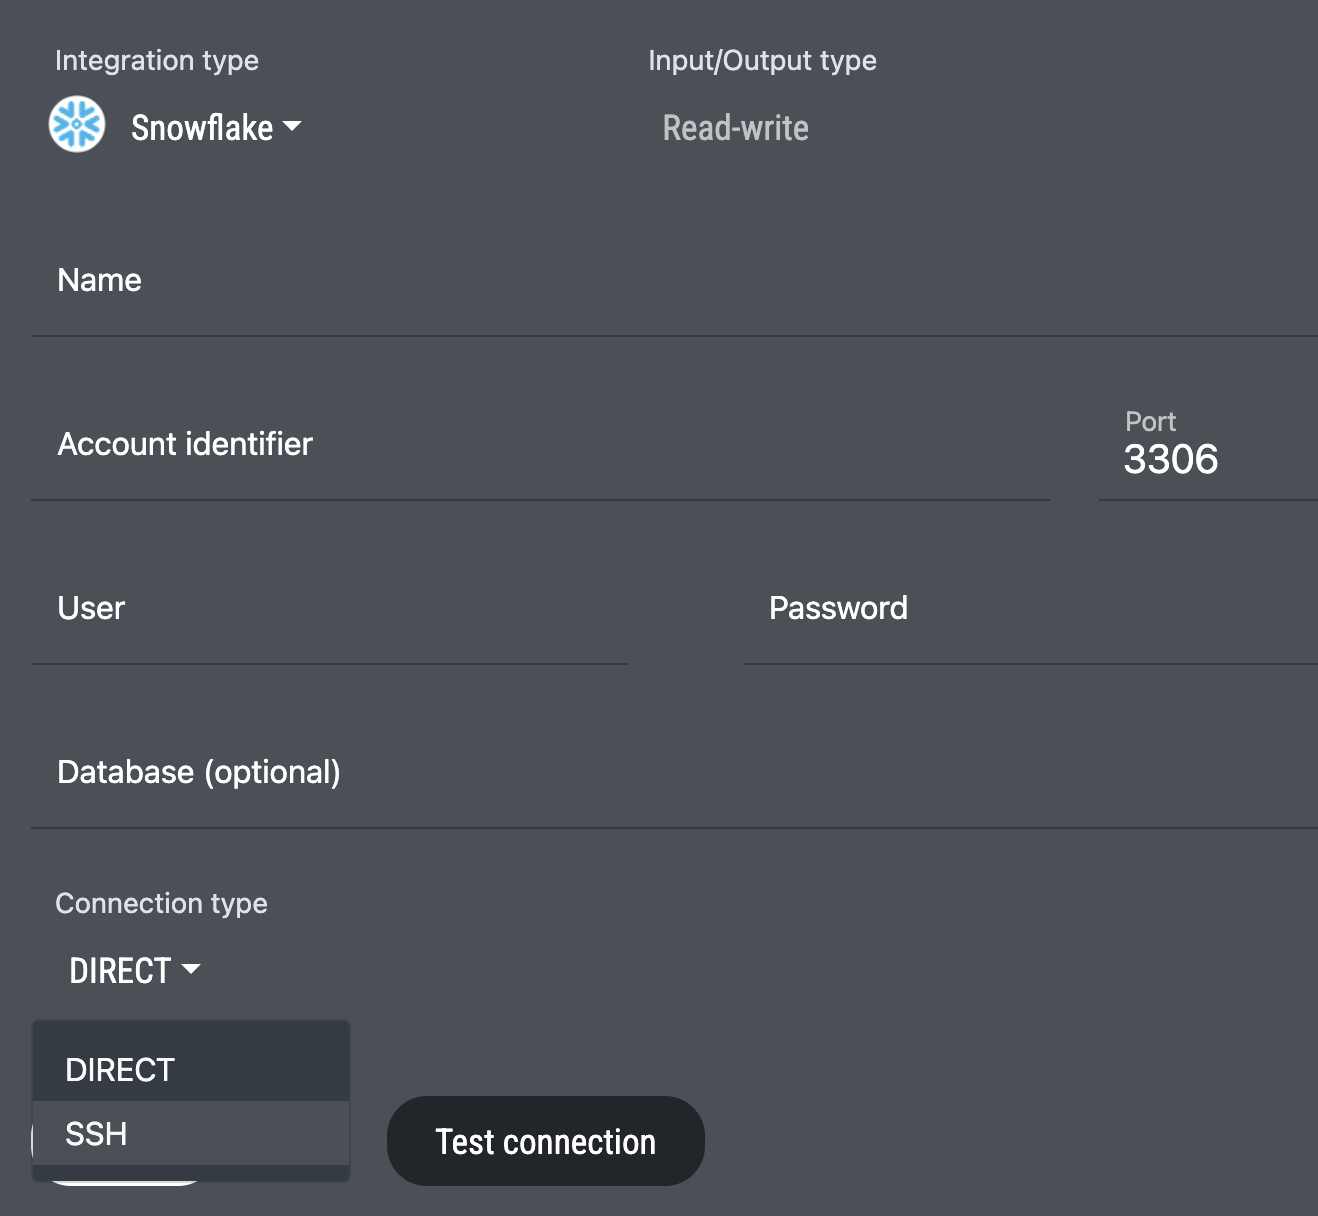 Integration type
Input/Output type
Snowflake
Read-write
Name
Account identifier
Port
3306
User
Password
Database (optional)
Connection type
DIRECT
DIRECT
SSH
Test connection